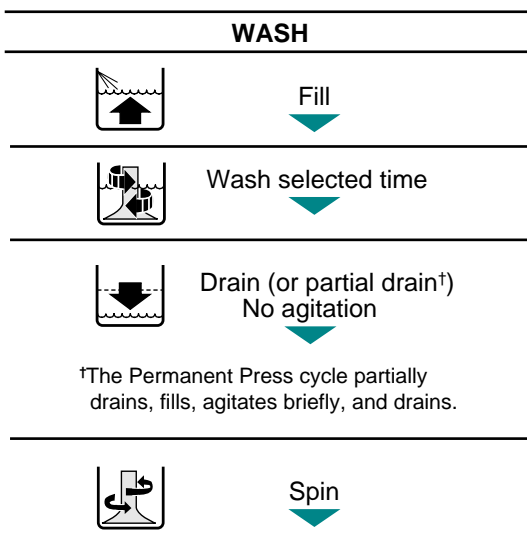 WASH
Fill
Wash selected time
Drain (or partial drain†)
No agitation
†The Permanent Press cycle partially
drains, fills, agitates briefly, and drains.
Spin